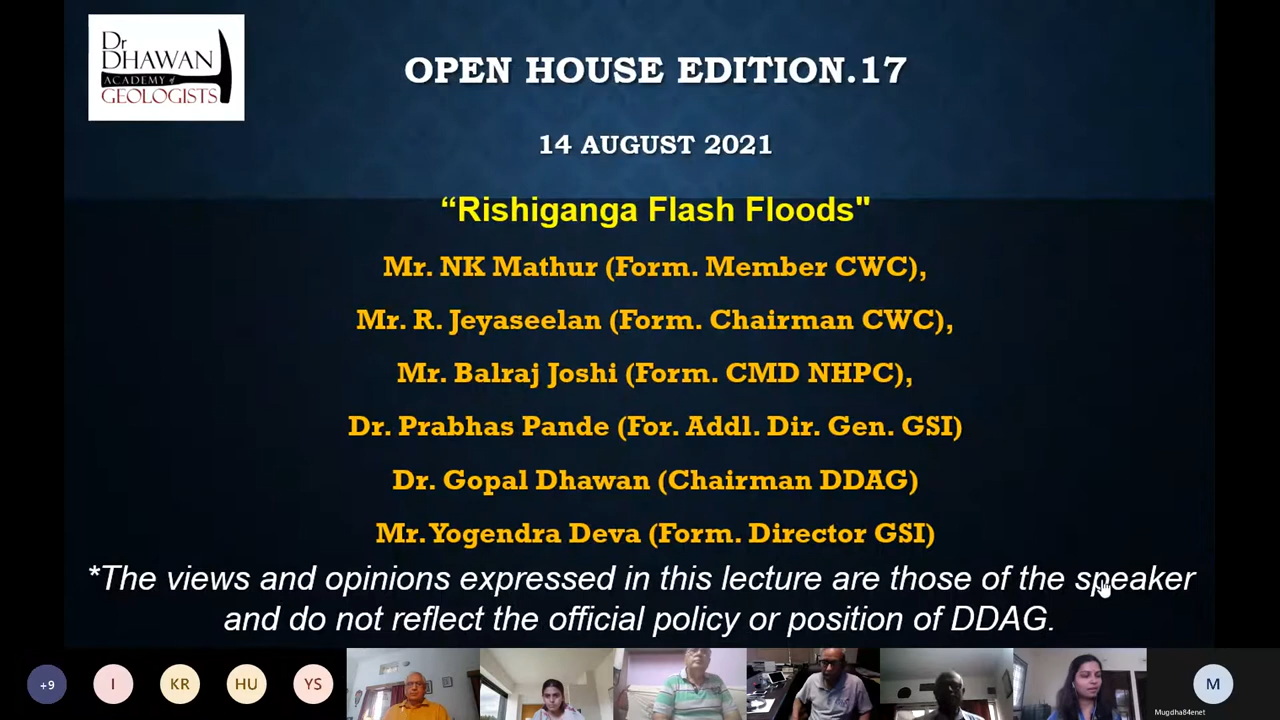 Dr
DHAWAN
ACADEMY of
GEOLOGISTS
OPEN HOUSE EDITION.17
14 AUGUST 2021
“Rishiganga Flash Floods"
Mr. NK Mathur (Form. Member CWC),
Mr. R. Jeyaseelan (Form. Chairman CWC),
Mr. Balraj Joshi (Form. CMD NHPC),
Dr. Prabhas Pande (For. Addl. Dir. Gen. GSI)
Dr. Gopal Dhawan (Chairman DDAG)
Mr. Yogendra Deva (Form. Director GSI)
*The views and opinions expressed in this lecture are those of the speaker
and do not reflect the official policy or position of DDAG.
+9 I KR HU YS M
Mugdha84enet